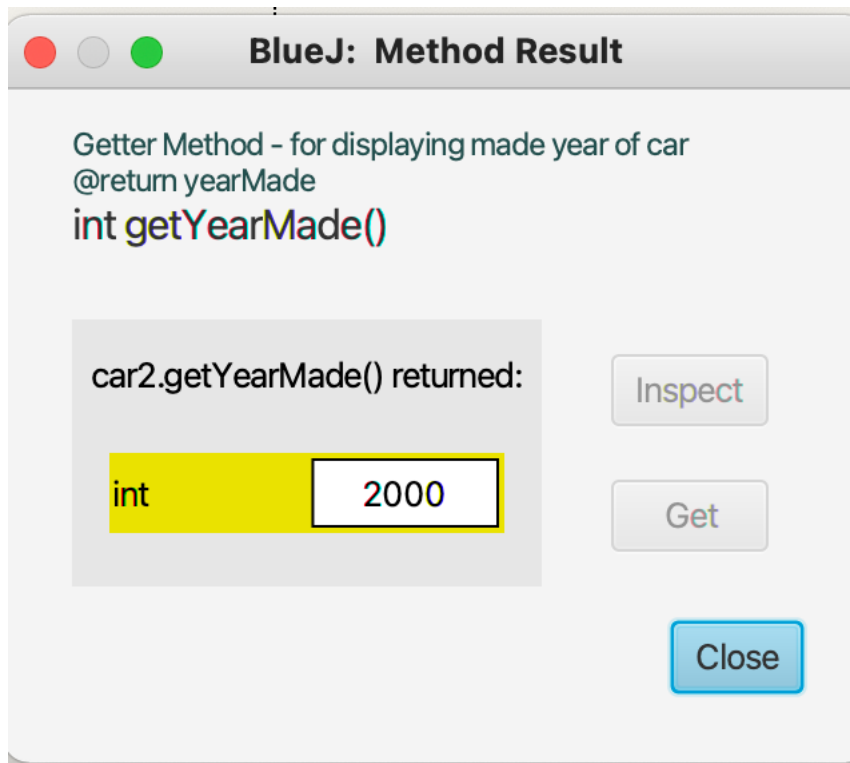 BlueJ: Method Result
Getter Method - for displaying made year of car
@return yearMade
int getYearMade()
car2.getYearMade() returned:
Inspect
int
2000
Get
Close